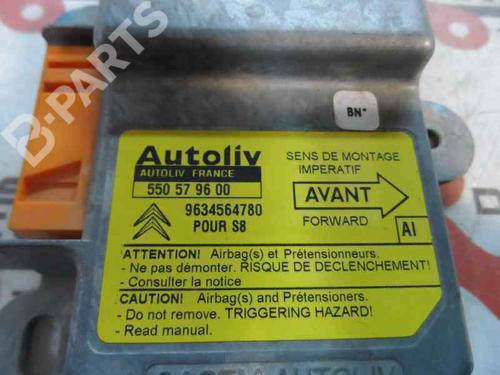 B-PARTS
BN*
Autoliv
AUTOLIV FRANCE
550 57 96 00
9634564780
POUR S8
SENS DE MONTAGE
IMPERATIF
AVANT
FORWARD
AI
ATTENTION! Airbag(s) et Prétensionneurs.
- Ne pas démonter. RISQUE DE DECLENCHEMENT!
- Consulter la notice
CAUTION! Airbag(s) and Prétensioners.
- Do not remove. TRIGGERING HAZARD!
- Read manual.
AUTOLIV